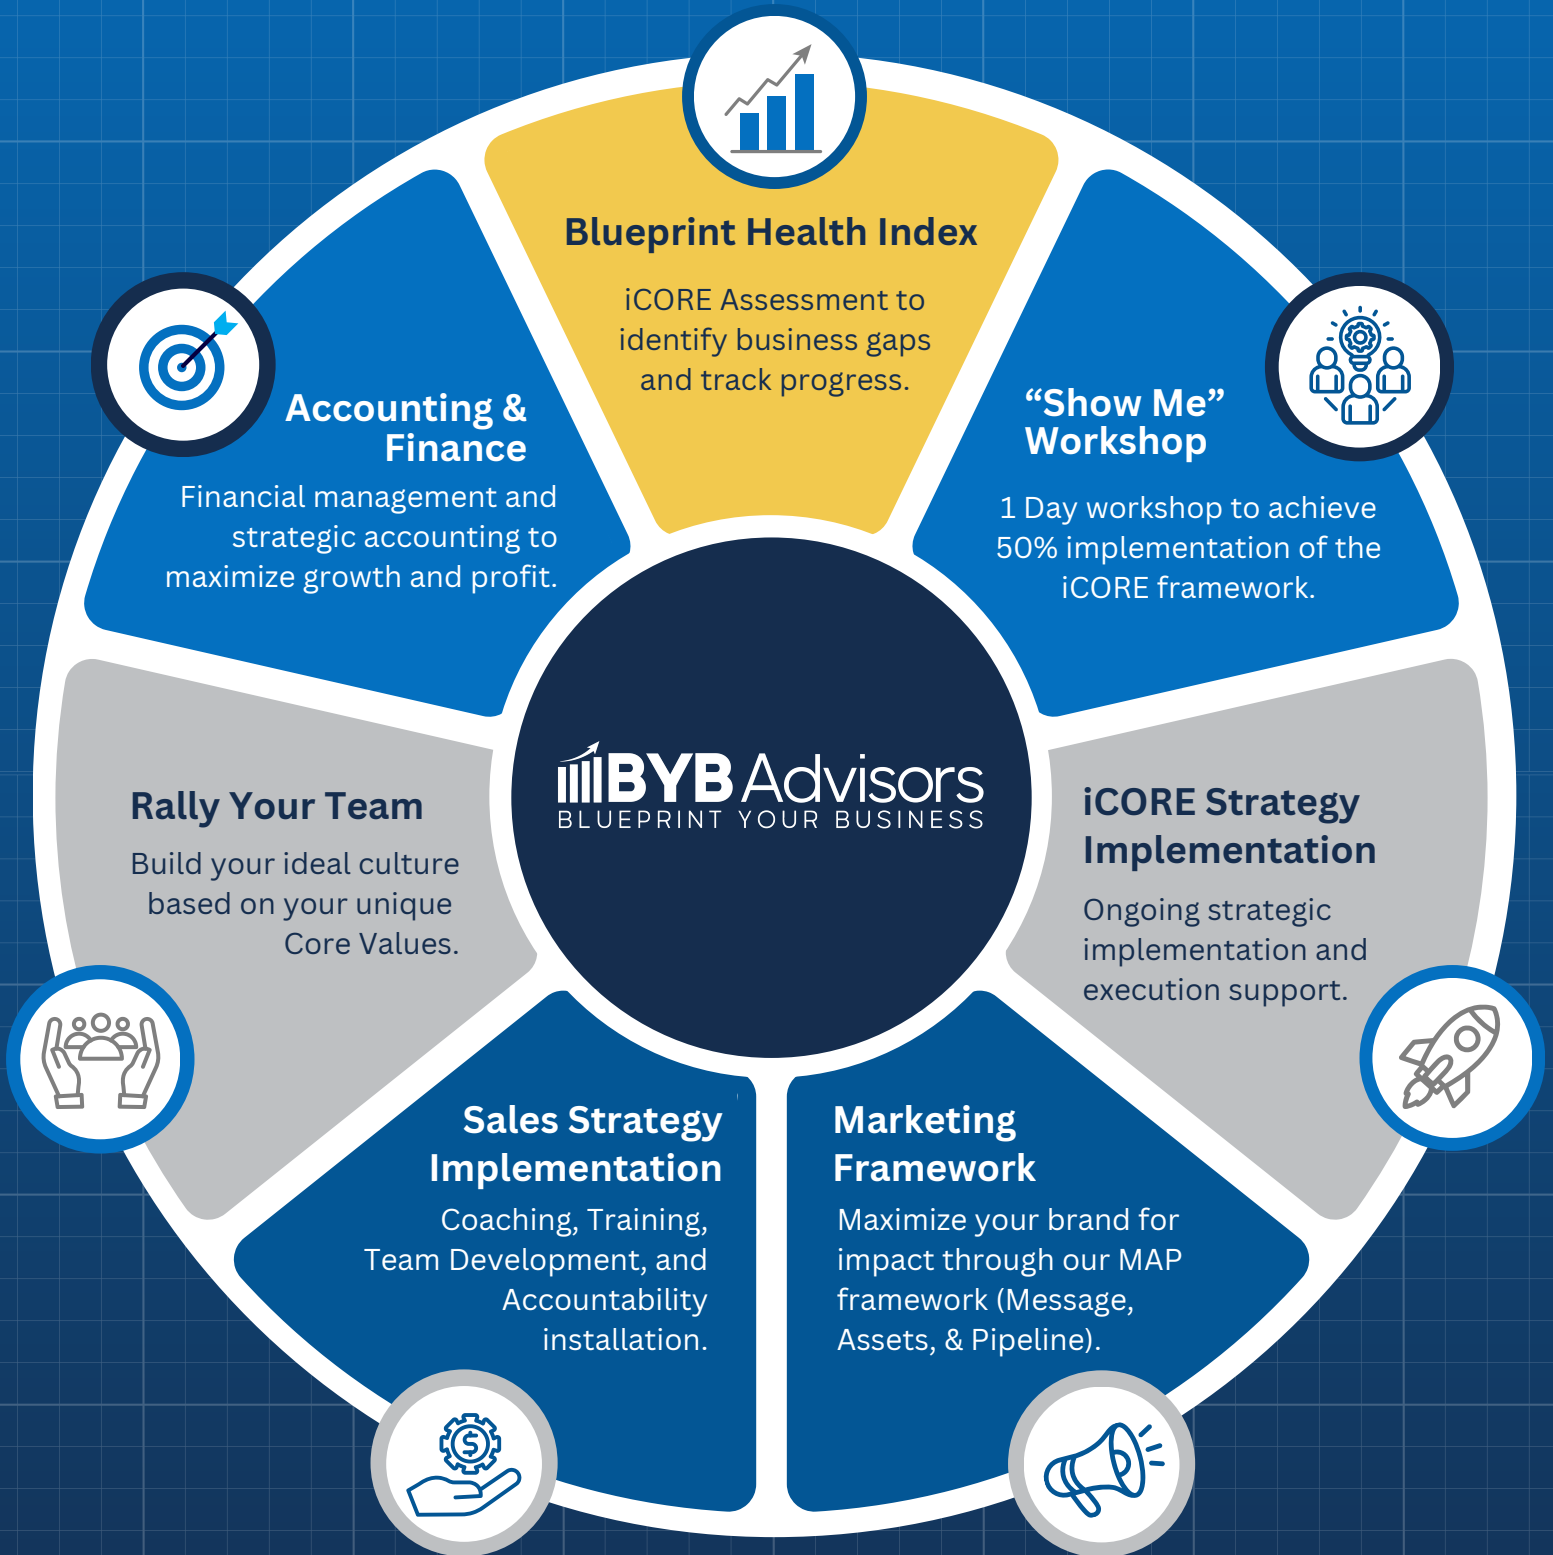 Blueprint Health Index
iCORE Assessment to
identify business gaps
and track progress.
“Show Me”
Workshop
1 Day workshop to achieve
50% implementation of the
iCORE framework.
iCORE Strategy
Implementation
Ongoing strategic
implementation and
execution support.
Marketing
Framework
Maximize your brand for
impact through our MAP
framework (Message,
Assets, & Pipeline).
Sales Strategy
Implementation
Coaching, Training,
Team Development, and
Accountability
installation.
Rally Your Team
Build your ideal culture
based on your unique
Core Values.
Accounting &
Finance
Financial management and
strategic accounting to
maximize growth and profit.
BYB Advisors
BLUEPRINT YOUR BUSINESS
$